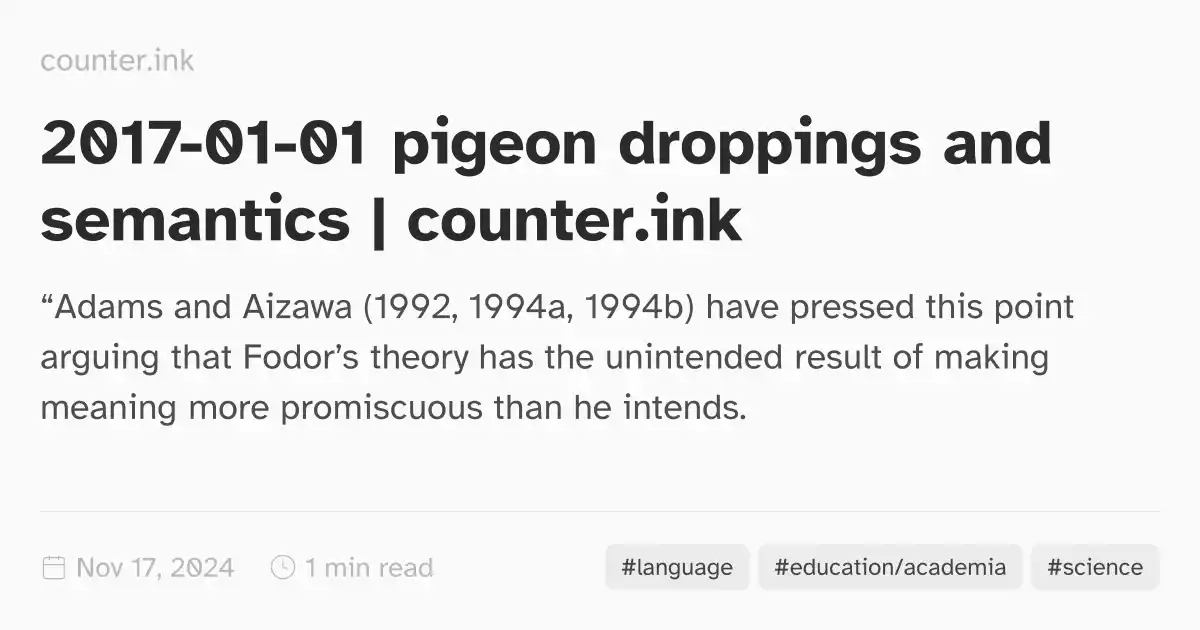 counter.ink
2017-01-01 pigeon droppings and
semantics | counter.ink
“Adams and Aizawa (1992, 1994a, 1994b) have pressed this point
arguing that Fodor’s theory has the unintended result of making
meaning more promiscuous than he intends.
Nov 17, 2024 1 min read #language #education/academia #science